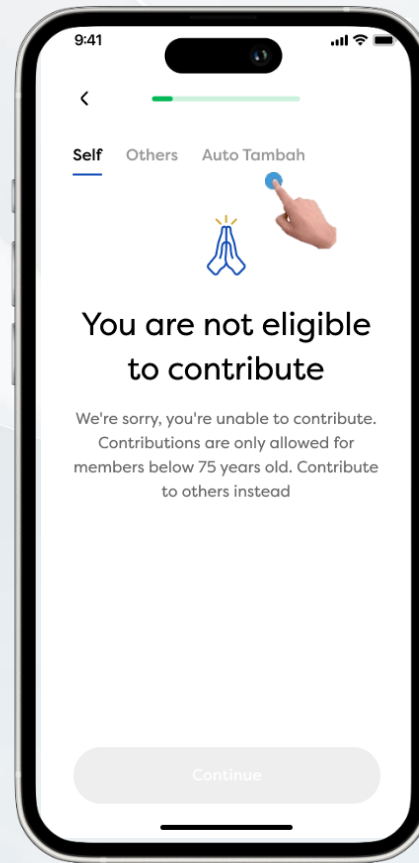 9:41
Self Others Auto Tambah
You are not eligible
to contribute
We're sorry, you're unable to contribute.
Contributions are only allowed for
members below 75 years old. Contribute
to others instead
Continue